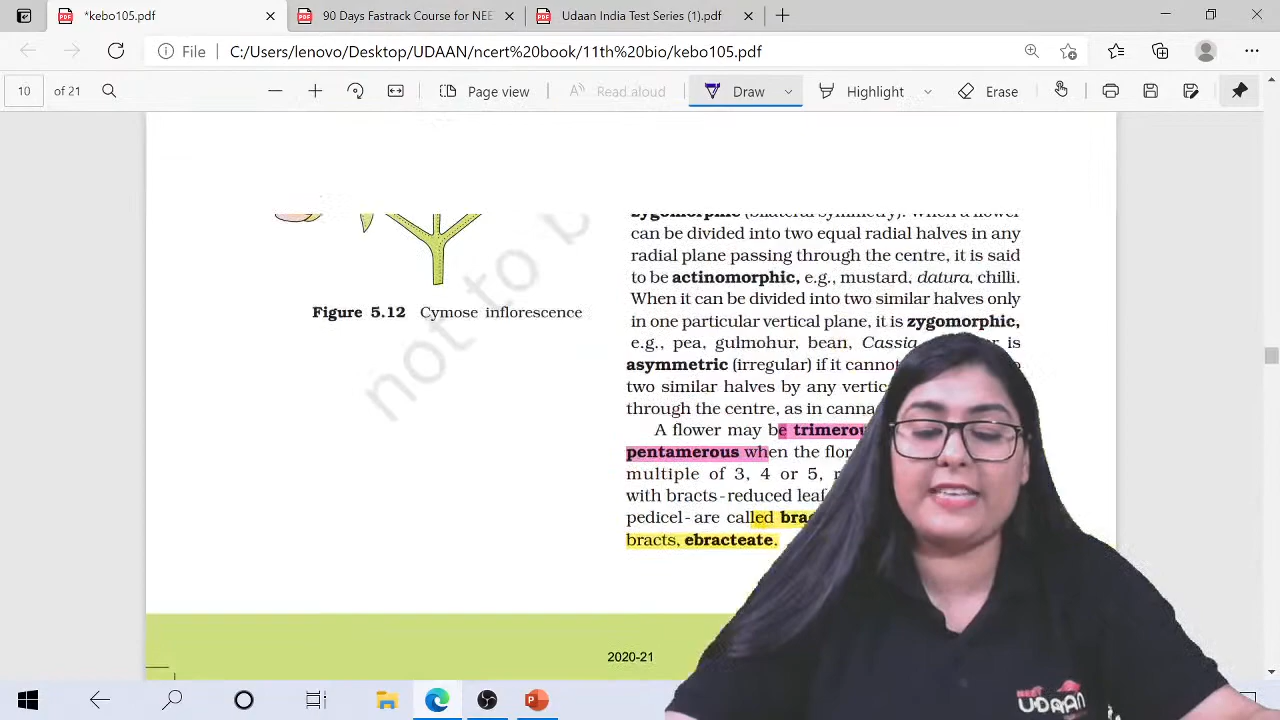 *kebo105.pdf
90 Days Fastrack Course for NEE
Udaan India Test Series (1).pdf
File
C:/Users/lenovo/Desktop/UDAAN/ncert%20book/11th%20bio/kebo105.pdf
10 of 21
Page view
Read aloud
Draw
Highlight
Erase
zygomorphic (bilateral symmetry). When a flower
can be divided into two equal radial halves in any
radial plane passing through the centre, it is said
to be actinomorphic, e.g., mustard, datura, chilli.
When it can be divided into two similar halves only
in one particular vertical plane, it is zygomorphic,
e.g., pea, gulmohur, bean, Cassia is
asymmetric (irregular) if it cannot
two similar halves by any
through the centre, as in canna
A flower may be
pentamerous when the
multiple of 3, 4 or 5,
with bracts-reduced
pedicel- are called
bracts, ebracteate.
Figure 5.12 Cymose inflorescence
not to b
2020-21
NEET
UDAAN